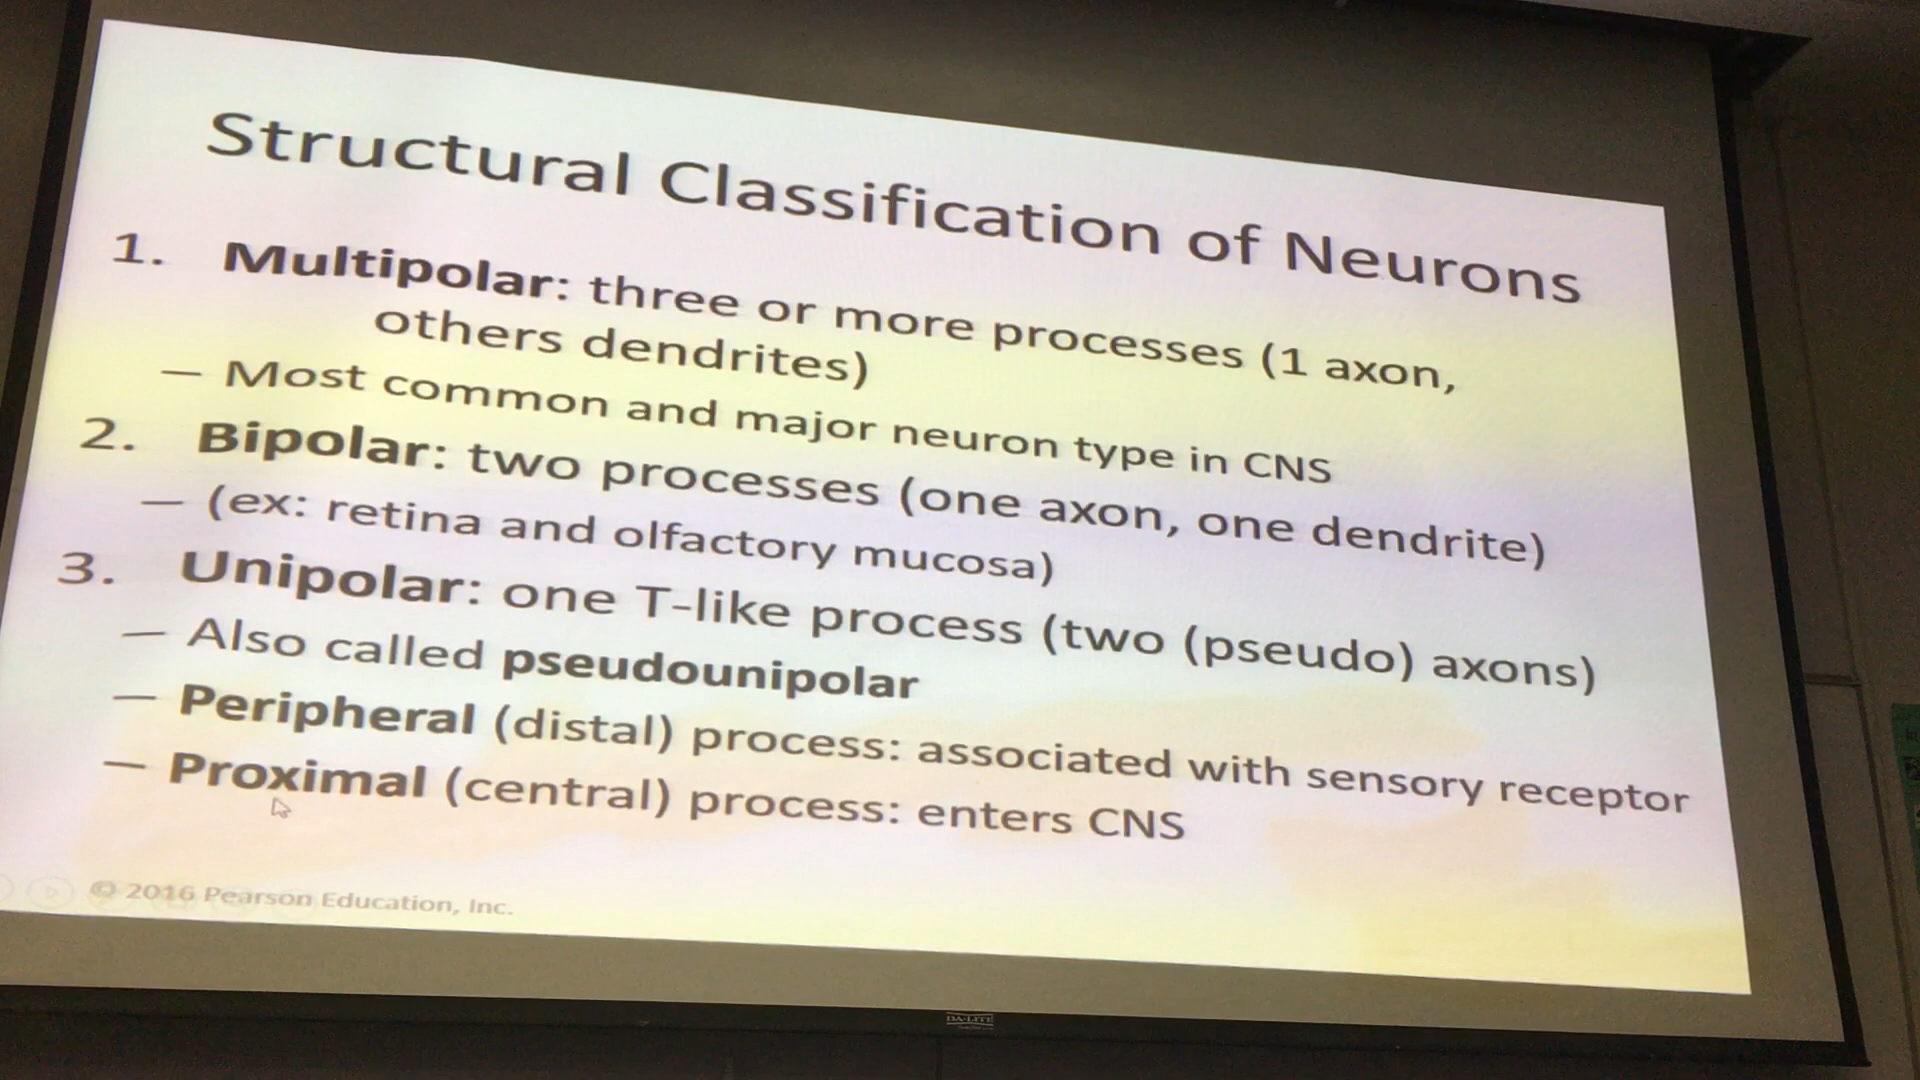 Structural Classification of Neurons
1. Multipolar: three or more processes (1 axon,
others dendrites)
— Most common and major neuron type in CNS
2. Bipolar: two processes (one axon, one dendrite)
— (ex: retina and olfactory mucosa)
3. Unipolar: one T-like process (two (pseudo) axons)
— Also called pseudounipolar
— Peripheral (distal) process: associated with sensory receptor
— Proximal (central) process: enters CNS
© 2016 Pearson Education, Inc.
DA-LITE